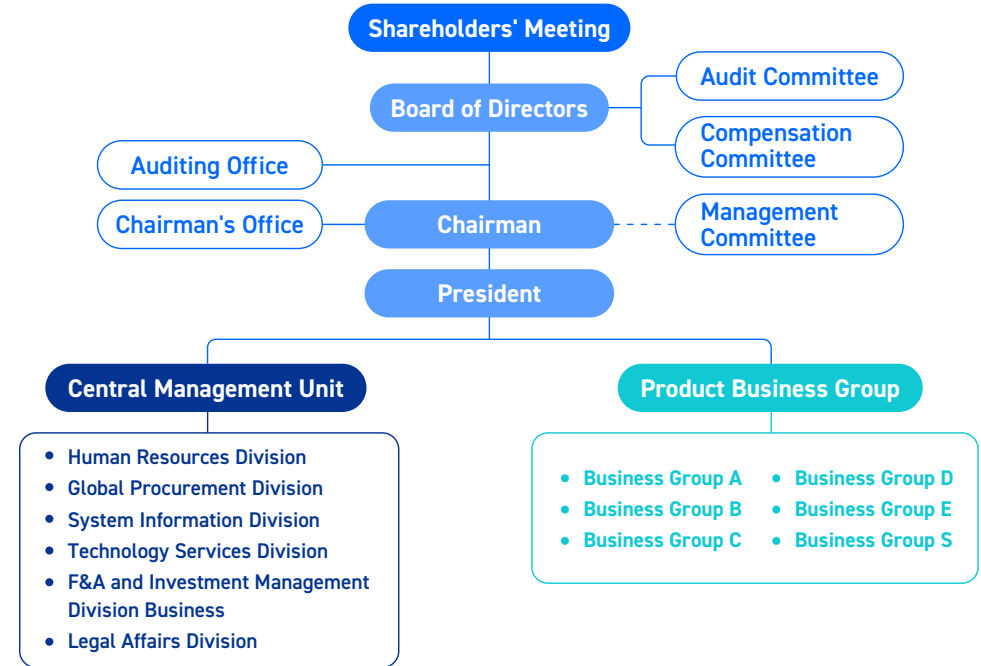 Shareholders' Meeting
Board of Directors
Audit Committee
Compensation
Committee
Auditing Office
Chairman's Office
Chairman
Management
Committee
President
Central Management Unit
• Human Resources Division
• Global Procurement Division
• System Information Division
• Technology Services Division
• F&A and Investment Management
Division Business
• Legal Affairs Division
Product Business Group
• Business Group A
• Business Group B
• Business Group C
• Business Group D
• Business Group E
• Business Group S